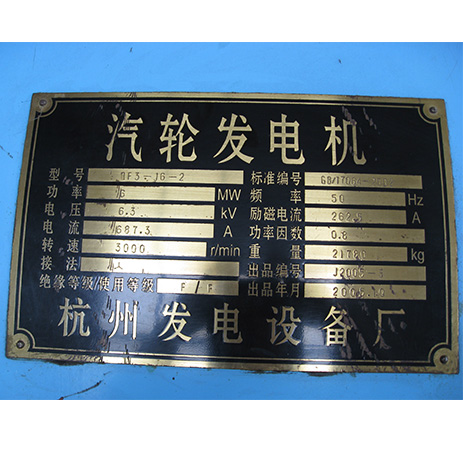 汽轮发电机
型号 QF3-J6-2 标准编号
功率 6 MW 频率 50 Hz
电压 6.3 kV 励磁电流 262.5 A
电流 687.3 A 功率因数 0.8
转速 3000 r/min 重量 kg
接法 出品编号
绝缘等级/使用等级 F/F 出品年月
杭州发电设备厂